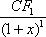 CF₁
(1 + x)¹